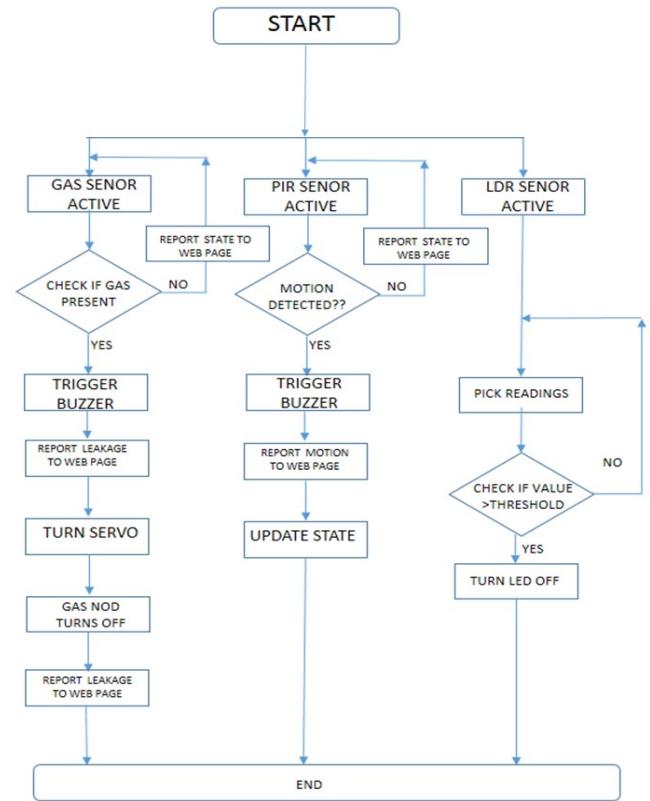 START
GAS SENOR
ACTIVE
REPORT STATE TO
WEB PAGE
CHECK IF GAS
PRESENT
NO
YES
TRIGGER
BUZZER
REPORT LEAKAGE
TO WEB PAGE
TURN SERVO
GAS NOD
TURNS OFF
REPORT LEAKAGE
TO WEB PAGE
PIR SENOR
ACTIVE
REPORT STATE TO
WEB PAGE
MOTION
DETECTED??
NO
YES
TRIGGER
BUZZER
REPORT MOTION
TO WEB PAGE
UPDATE STATE
LDR SENOR
ACTIVE
PICK READINGS
NO
CHECK IF VALUE
>THRESHOLD
YES
TURN LED OFF
END